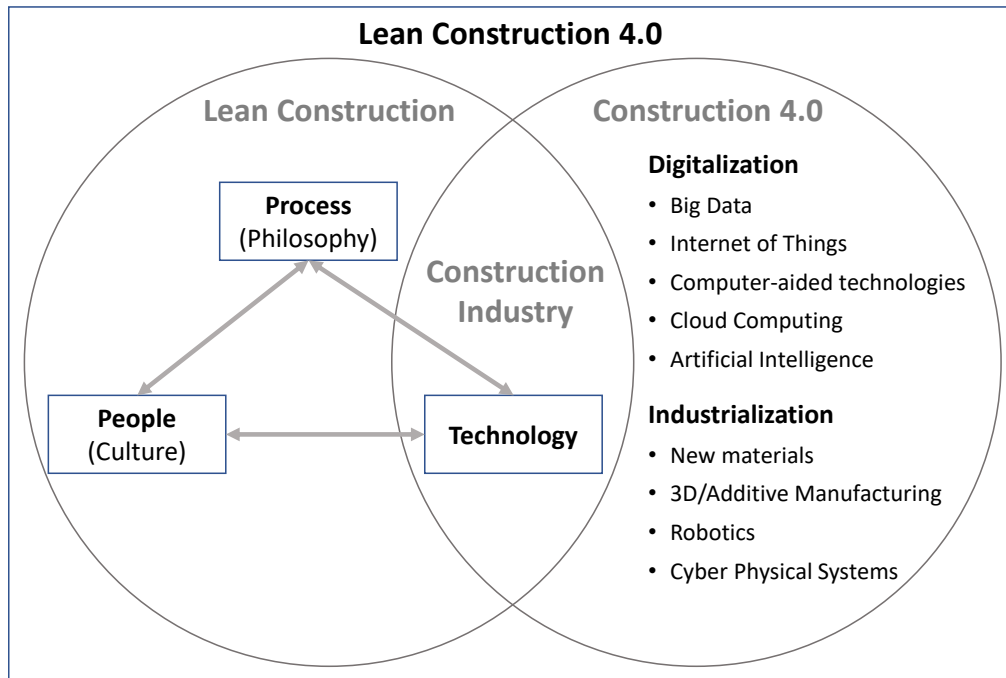 Lean Construction 4.0
Lean Construction
Process
(Philosophy)
People
(Culture)
Construction
Industry
Technology
Construction 4.0
Digitalization
• Big Data
• Internet of Things
• Computer-aided technologies
• Cloud Computing
• Artificial Intelligence
Industrialization
• New materials
• 3D/Additive Manufacturing
• Robotics
• Cyber Physical Systems